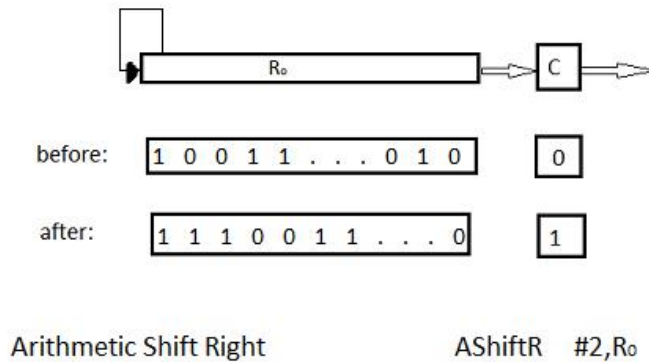 R₀ C
before: 1 0 0 1 1 . . . 0 1 0 0
after: 1 1 1 0 0 1 1 . . . 0 1
Arithmetic Shift Right AShiftR #2,R₀